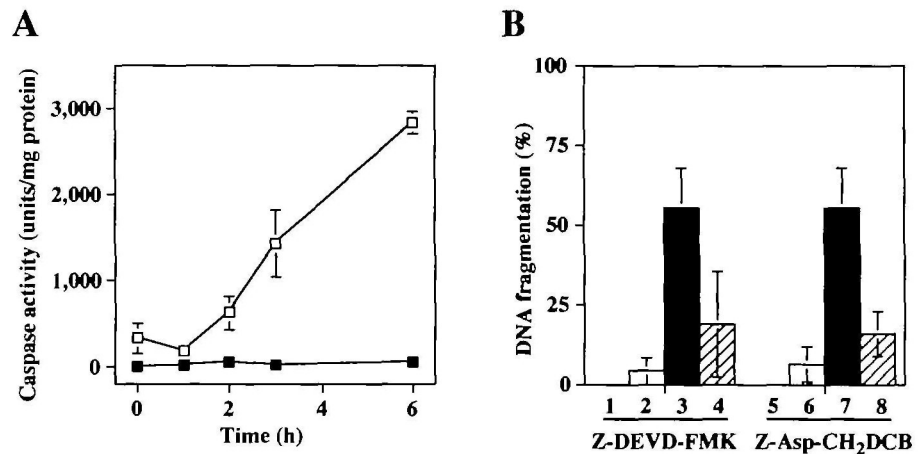 A
B
Caspase activity (units/mg protein)
3,000
2,000
1,000
0
0
2
4
6
Time (h)
DNA fragmentation (%)
100
75
50
25
0
1 2 3 4 5 6 7 8
Z-DEVD-FMK Z-Asp-CH₂DCB